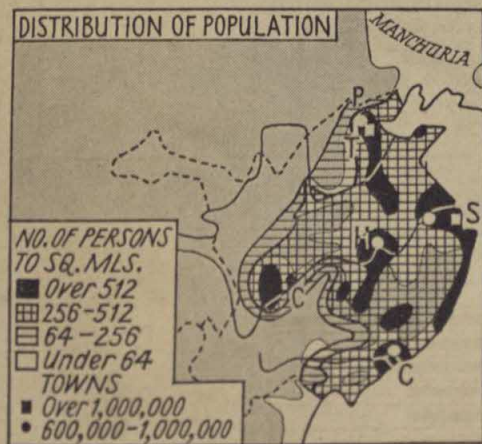 DISTRIBUTION OF POPULATION
MANCHURIA
P
T
S
H
C
C
NO. OF PERSONS
TO SQ. MLS.
Over 512
256-512
64-256
Under 64
TOWNS
Over 1,000,000
600,000-1,000,000